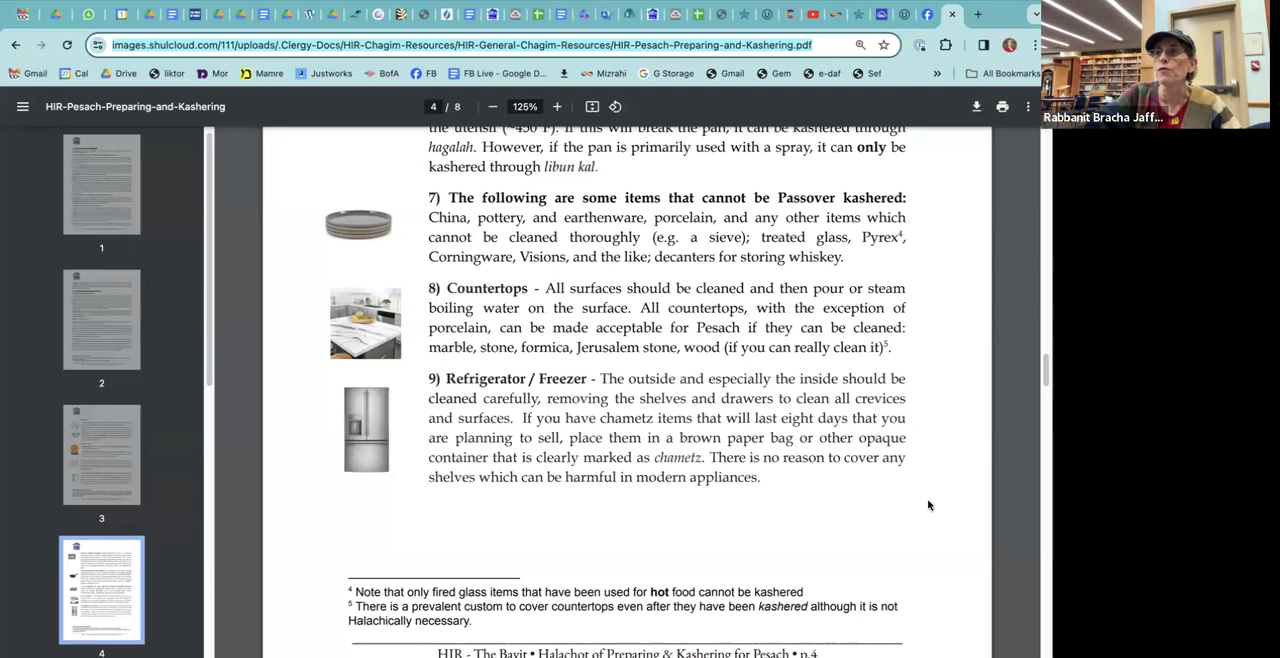 images.shulcloud.com/111/uploads/.Clergy-Docs/HIR-Chagim-Resources/HIR-General-Chagim-Resources/HIR-Pesach-Preparing-and-Kashering.pdf
Gmail Cal Drive liktor Mor Mamre Justworks BofA FB FB Live - Google D... Mizrahi G Storage Gmail Gem e-daf Sef » All Bookmarks
HIR-Pesach-Preparing-and-Kashering 4 / 8 − 125% +
Rabbanit Bracha Jaff...
the utensil (~450 F). If this will break the pan, it can be kashered through
hagalah. However, if the pan is primarily used with a spray, it can only be
kashered through libun kal.
7) The following are some items that cannot be Passover kashered:
China, pottery, and earthenware, porcelain, and any other items which
cannot be cleaned thoroughly (e.g. a sieve); treated glass, Pyrex⁴,
Corningware, Visions, and the like; decanters for storing whiskey.
8) Countertops - All surfaces should be cleaned and then pour or steam
boiling water on the surface. All countertops, with the exception of
porcelain, can be made acceptable for Pesach if they can be cleaned:
marble, stone, formica, Jerusalem stone, wood (if you can really clean it)⁵.
9) Refrigerator / Freezer - The outside and especially the inside should be
cleaned carefully, removing the shelves and drawers to clean all crevices
and surfaces. If you have chametz items that will last eight days that you
are planning to sell, place them in a brown paper bag or other opaque
container that is clearly marked as chametz. There is no reason to cover any
shelves which can be harmful in modern appliances.
⁴ Note that only fired glass items that have been used for hot food cannot be kashered
⁵ There is a prevalent custom to cover countertops even after they have been kashered although it is not
Halachically necessary.
HIR - The Bayit • Halachot of Preparing & Kashering for Pesach • p.4
1
2
3
4